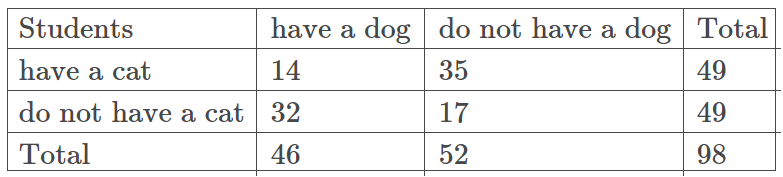 Students have a dog do not have a dog Total
have a cat 14 35 49
do not have a cat 32 17 49
Total 46 52 98